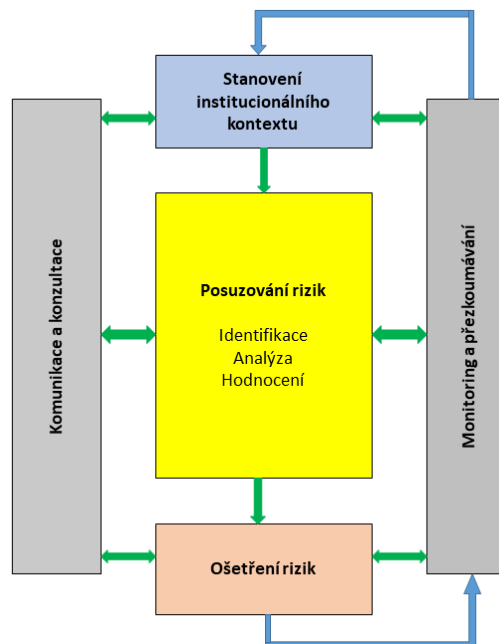 Stanovení
institucionálního
kontextu
Komunikace a konzultace
Posuzování rizik
Identifikace
Analýza
Hodnocení
Monitoring a přezkoumávání
Ošetření rizik